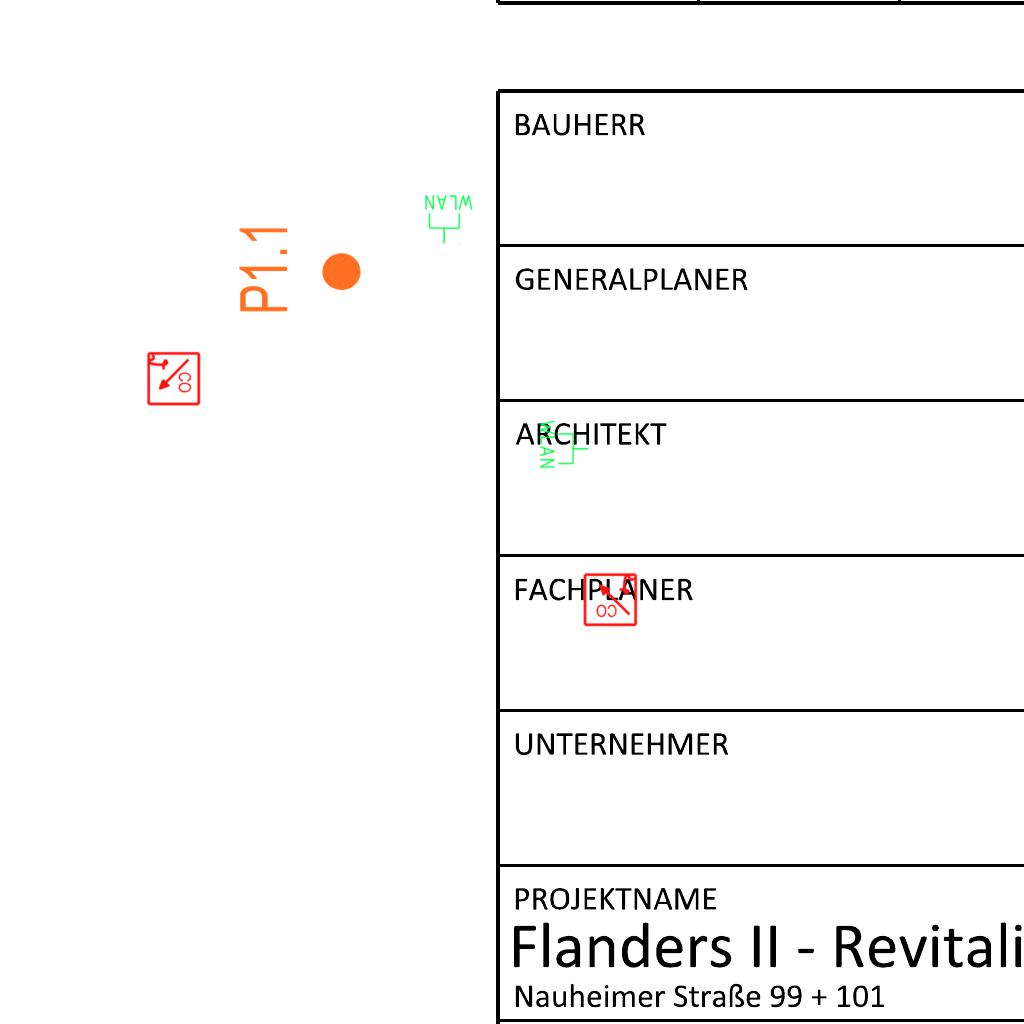 BAUHERR
WLAN
P1.1
GENERALPLANER
CO
ARCHITEKT
WLAN
FACHPLANER
CO
UNTERNEHMER
PROJEKTNAME
Flanders II - Revitali
Nauheimer Straße 99 + 101